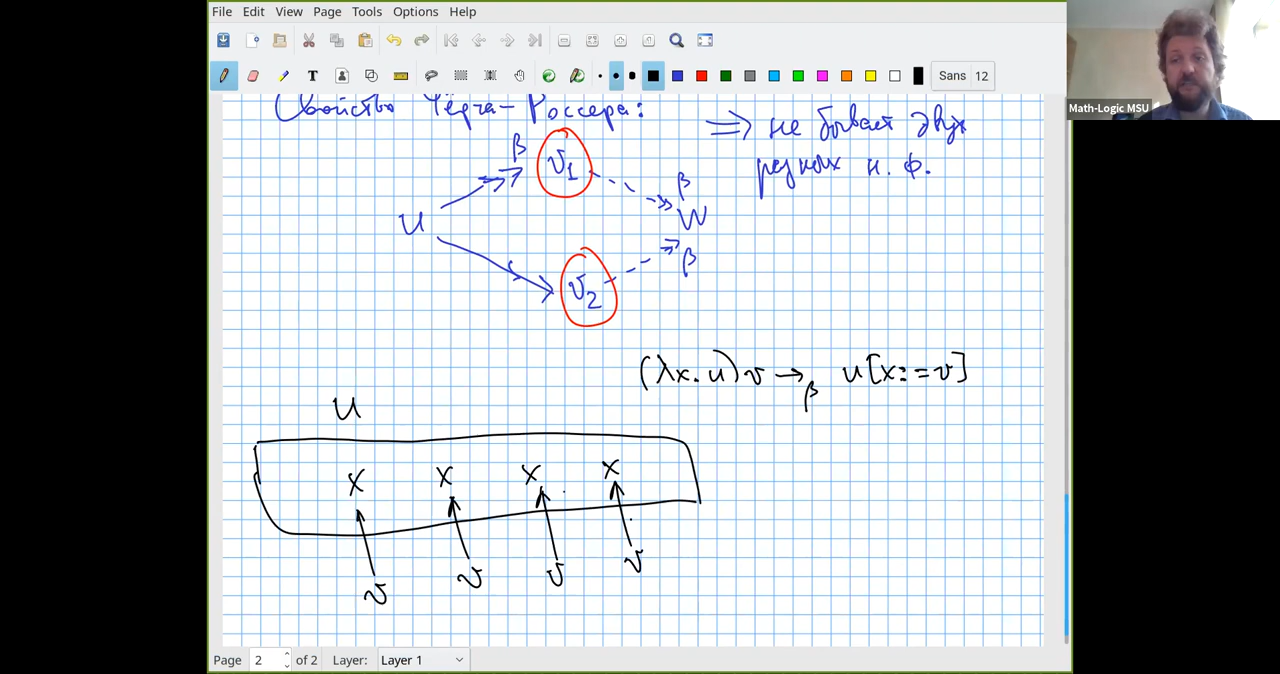 File Edit View Page Tools Options Help
T
Sans 12
Math-Logic MSU
Свойство Чёрча-Россера:
⟹ не бывает двух
разных н. ф.
β
v₁
β
u
W
β
v₂
(λx. u) v →β u[x:=v]
u
x x x x
v v v v
Page 2 of 2 Layer: Layer 1